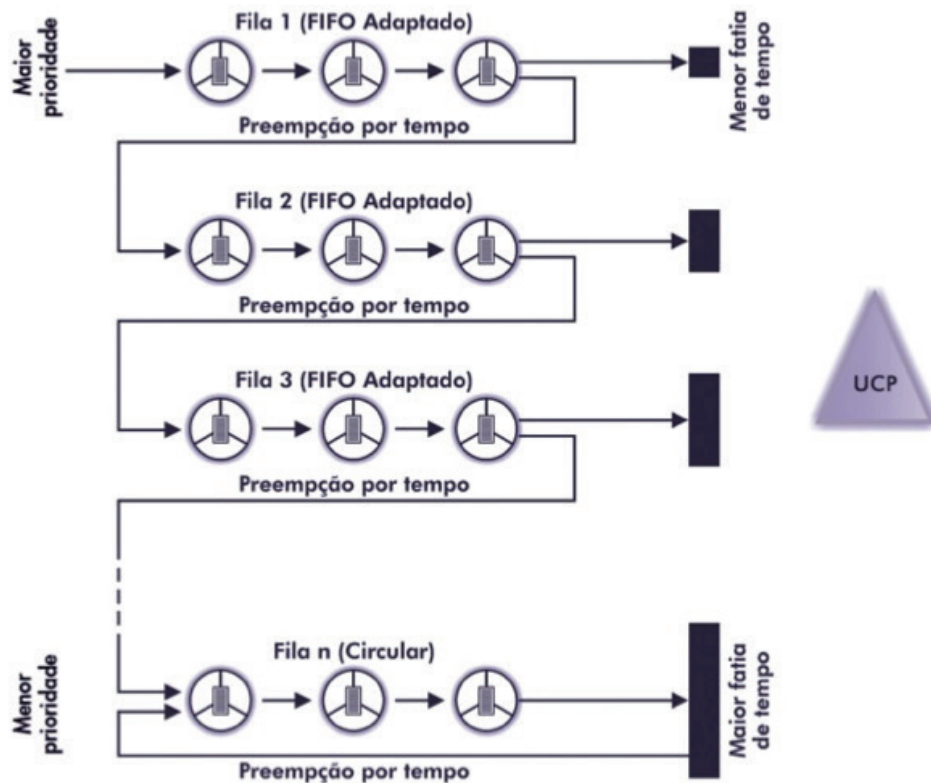 Fila 1 (FIFO Adaptado)
Maior
prioridade
Menor fatia
de tempo
Preempção por tempo
Fila 2 (FIFO Adaptado)
Preempção por tempo
Fila 3 (FIFO Adaptado)
UCP
Preempção por tempo
Fila n (Circular)
Menor
prioridade
Maior fatia
de tempo
Preempção por tempo